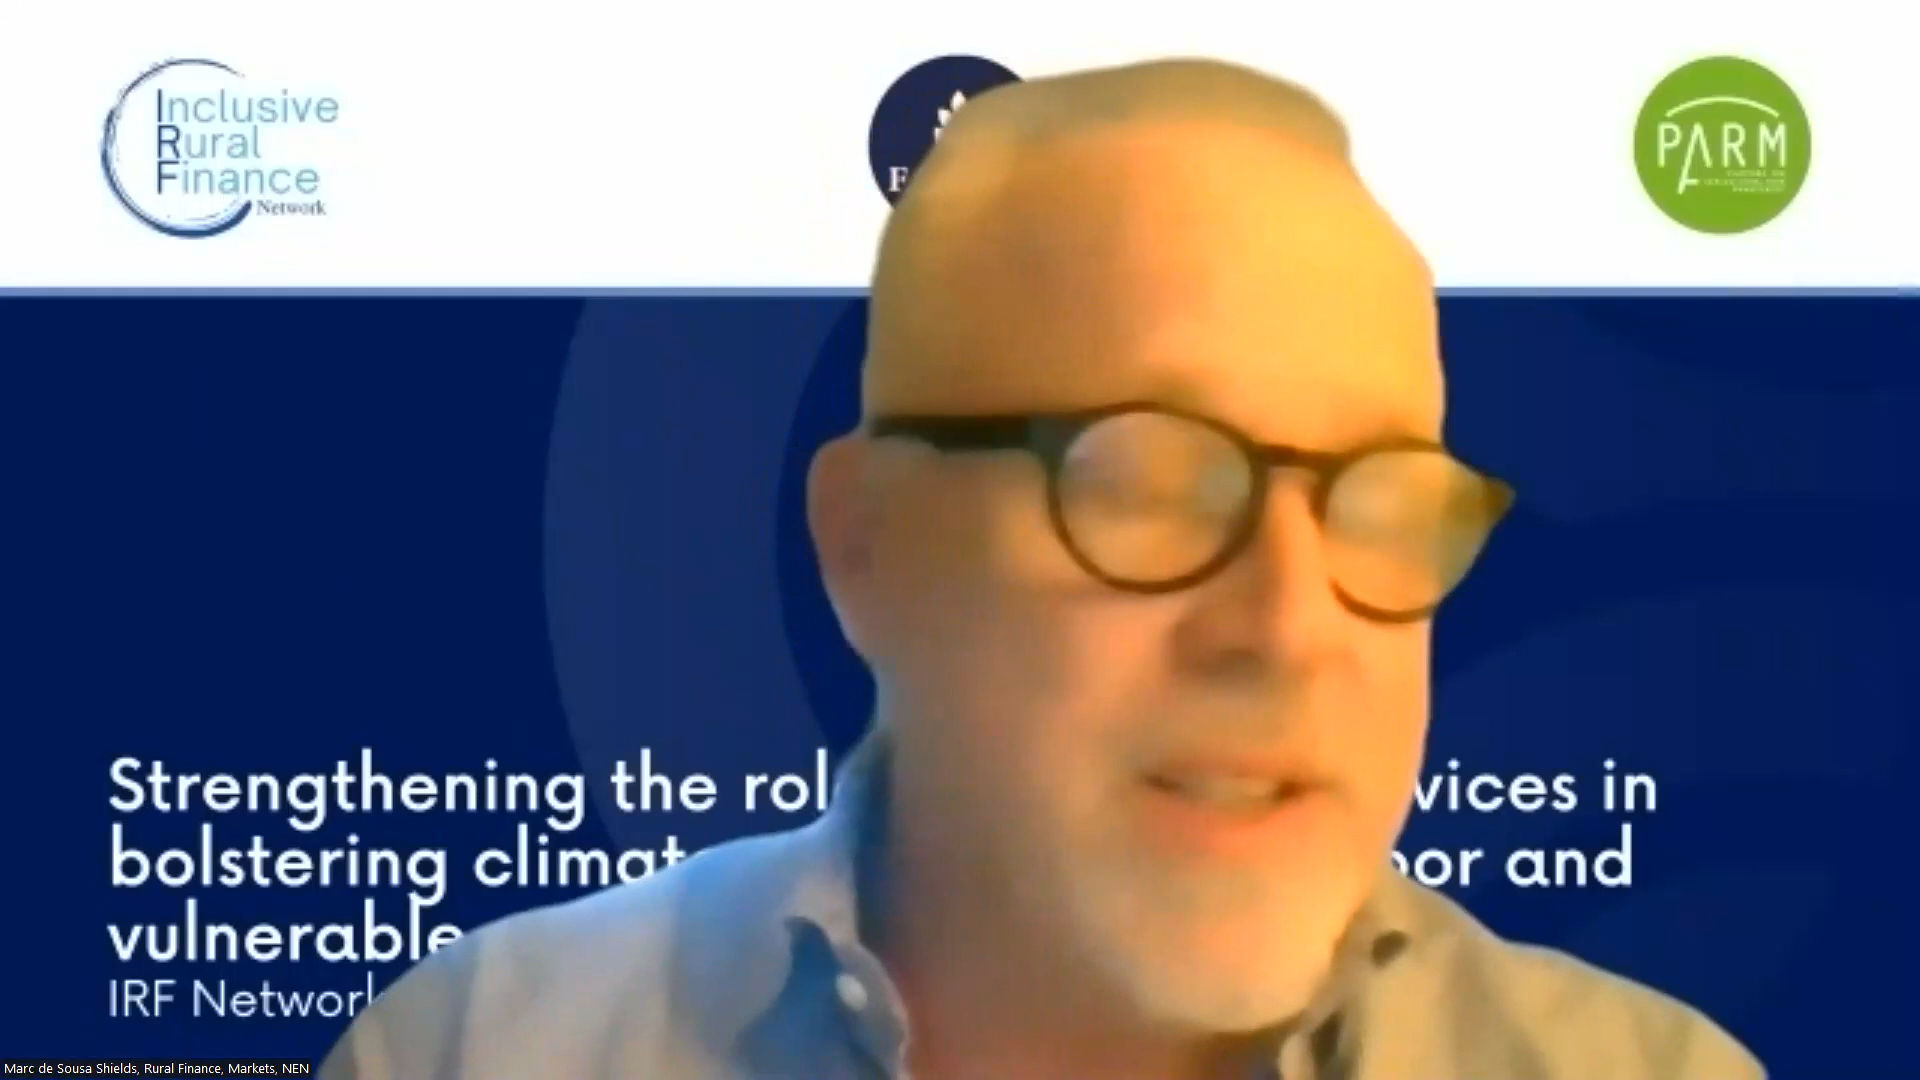 Inclusive
Rural
Finance
Network
F
PARM
Strengthening the rol vices in
bolstering climat oor and
vulnerable
IRF Network
Marc de Sousa Shields, Rural Finance, Markets, NEN